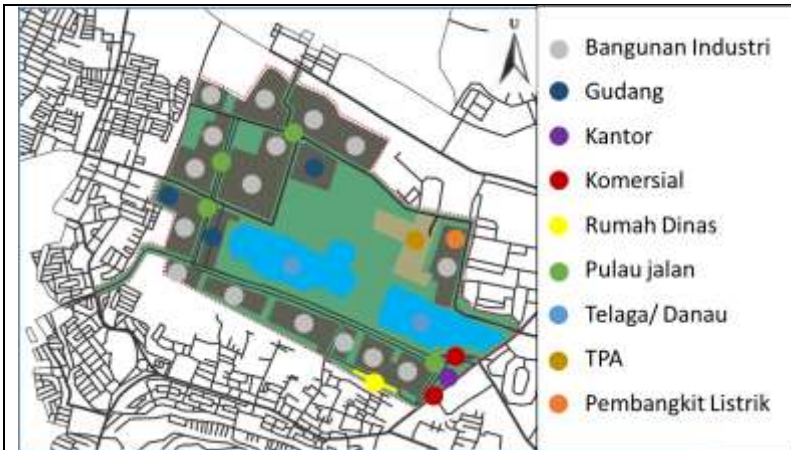 U
Bangunan Industri
Gudang
Kantor
Komersial
Rumah Dinas
Pulau jalan
Telaga/ Danau
TPA
Pembangkit Listrik